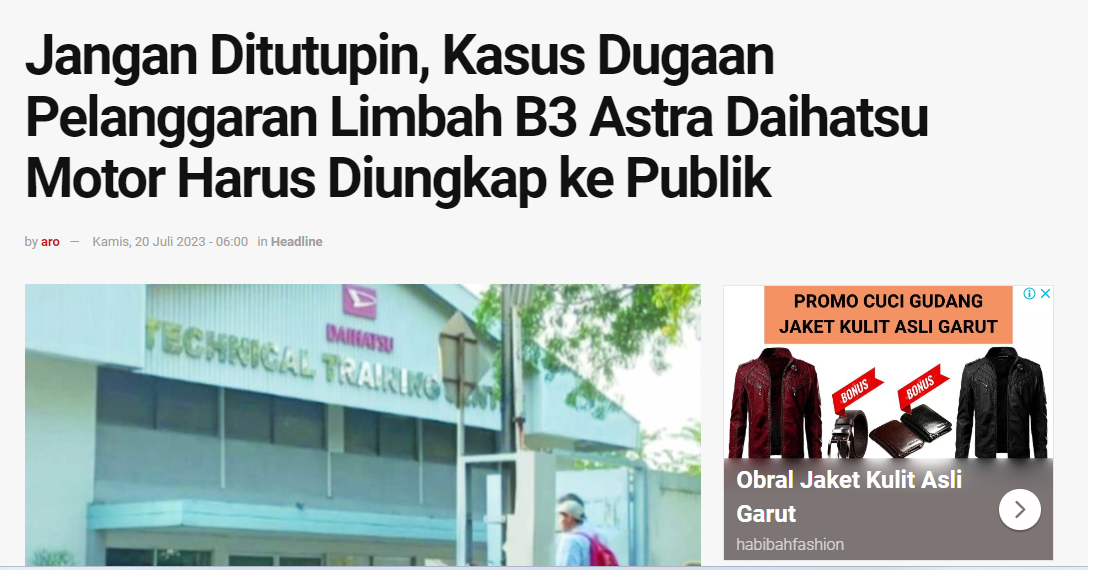 Jangan Ditutupin, Kasus Dugaan
Pelanggaran Limbah B3 Astra Daihatsu
Motor Harus Diungkap ke Publik
by aro — Kamis, 20 Juli 2023 - 06:00 in Headline
DAIHATSU
TECHNICAL TRAINING
PROMO CUCI GUDANG
JAKET KULIT ASLI GARUT
BONUS
BONUS
Obral Jaket Kulit Asli
Garut
habibahfashion